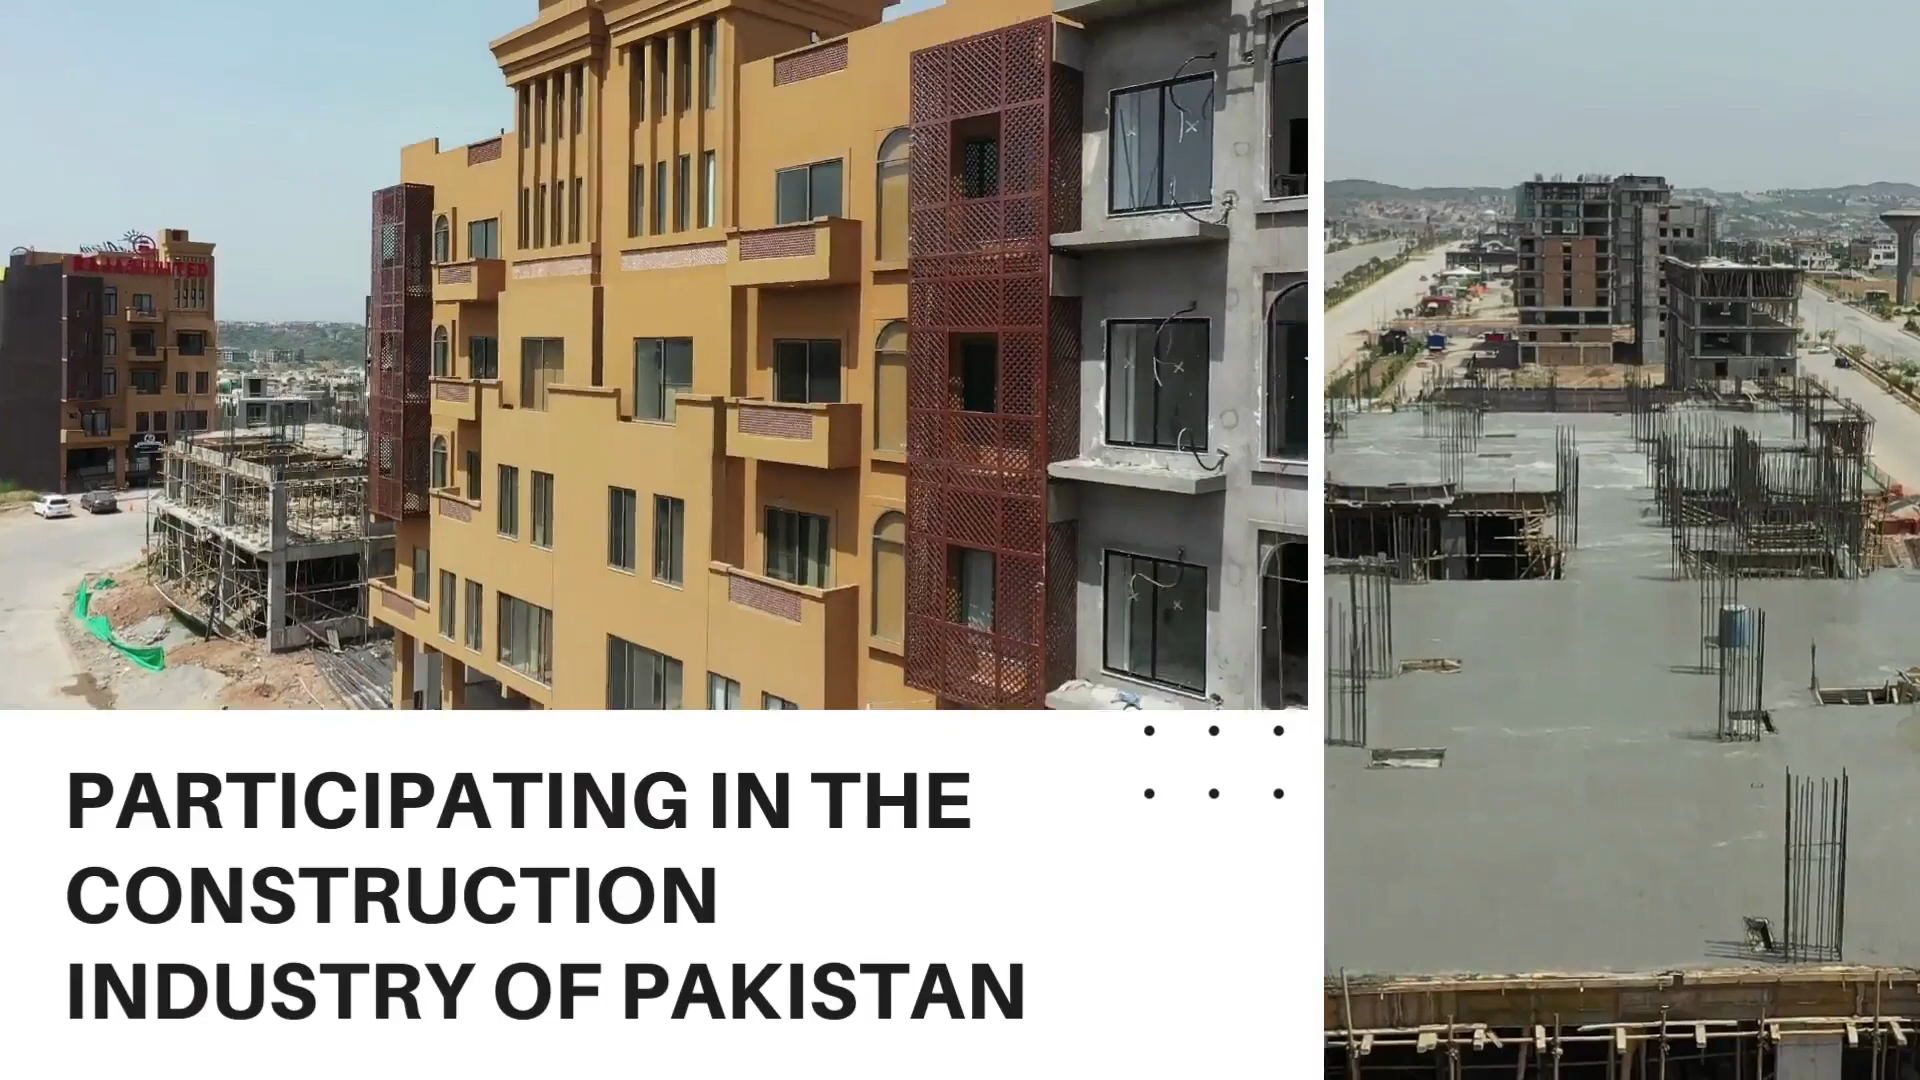 PARTICIPATING IN THE
CONSTRUCTION
INDUSTRY OF PAKISTAN